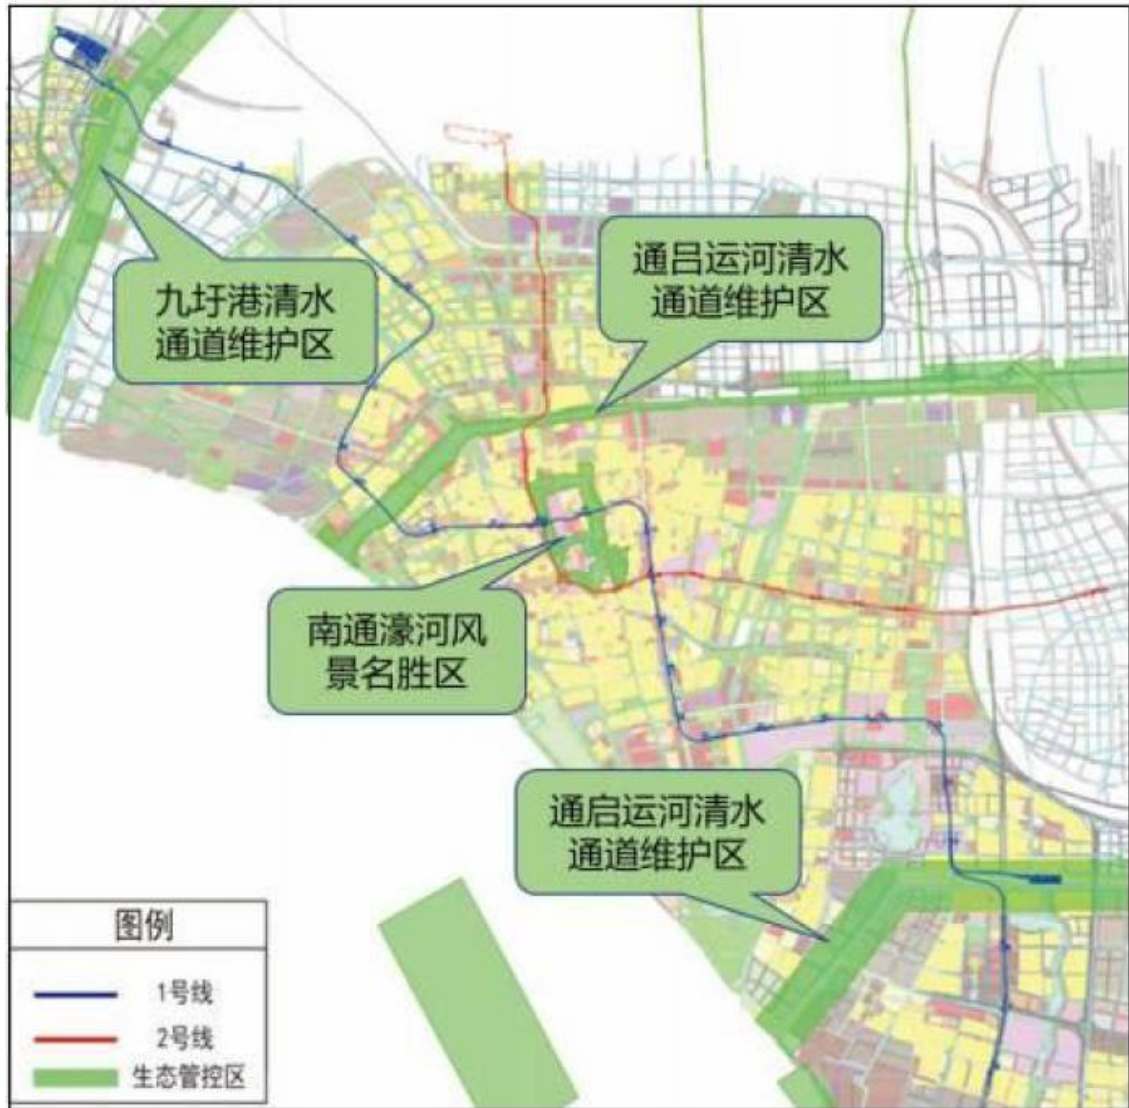 通吕运河清水
通道维护区
九圩港清水
通道维护区
南通濠河风
景名胜区
通启运河清水
通道维护区
图例
1号线
2号线
生态管控区